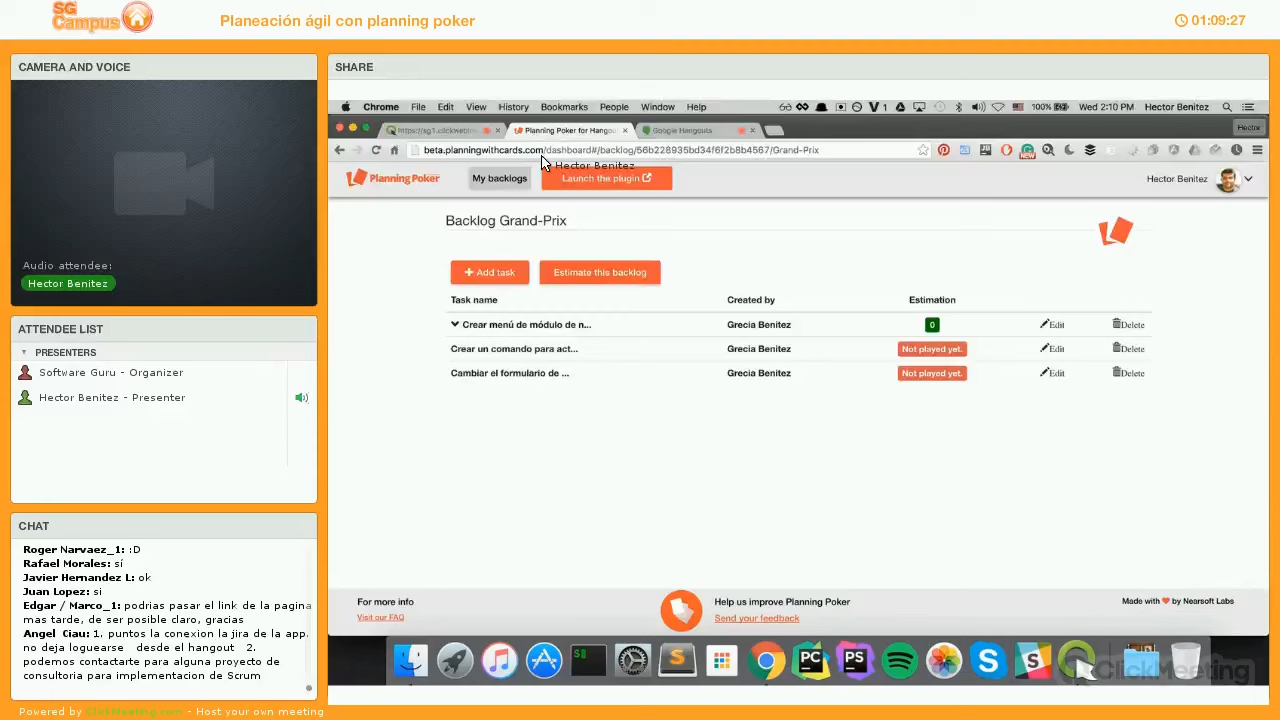 SG Campus
Planeación ágil con planning poker
01:09:27
CAMERA AND VOICE
Audio attendee:
Hector Benitez
ATTENDEE LIST
PRESENTERS
Software Guru - Organizer
Hector Benitez - Presenter
CHAT
Roger Narvaez_1: :D
Rafael Morales: sí
Javier Hernandez L: ok
Juan Lopez: si
Edgar / Marco_1: podrias pasar el link de la pagina
mas tarde, de ser posible claro, gracias
Angel Ciau: 1. puntos la conexion la jira de la app.
no deja loguearse desde el hangout 2.
podemos contactarte para alguna proyecto de
consultoria para implementacion de Scrum
Powered by ClickMeeting.com - Host your own meeting
SHARE
Chrome File Edit View History Bookmarks People Window Help
V 1 100% Wed 2:10 PM Hector Benitez
https://sg1.clickwebin
Planning Poker for Hangou
Google Hangouts
Hector
beta.planningwithcards.com/dashboard#/backlog/56b228935bd34f6f2b8b4567/Grand-Prix
Hector Benitez
Planning Poker
My backlogs
Launch the plugin
Hector Benitez
Backlog Grand-Prix
Add task
Estimate this backlog
Task name Created by Estimation
Crear menú de módulo de n... Grecia Benitez 0 Edit Delete
Crear un comando para act... Grecia Benitez Not played yet. Edit Delete
Cambiar el formulario de ... Grecia Benitez Not played yet. Edit Delete
For more info
Visit our FAQ
Help us improve Planning Poker
Send your feedback
Made with ❤ by Nearsoft Labs
ClickMeeting